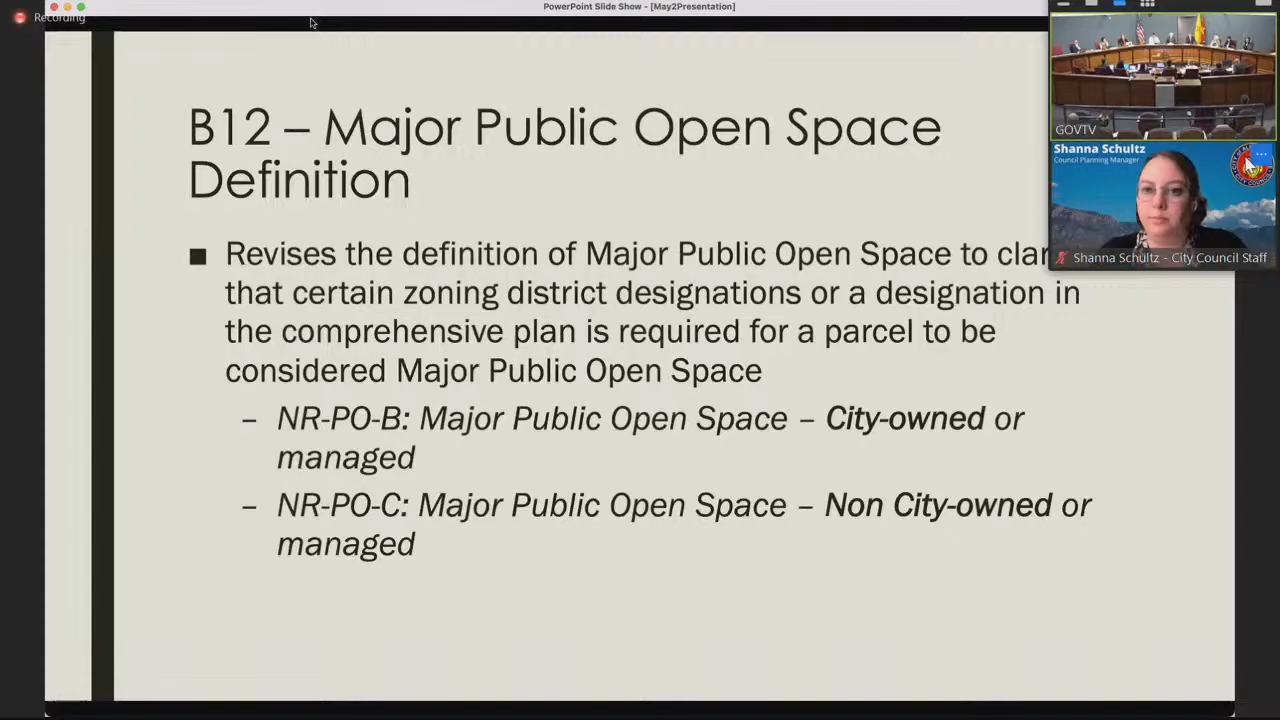 Recording
PowerPoint Slide Show - [May2Presentation]
B12 – Major Public Open Space
Definition
■ Revises the definition of Major Public Open Space to clar
that certain zoning district designations or a designation in
the comprehensive plan is required for a parcel to be
considered Major Public Open Space
– NR-PO-B: Major Public Open Space – City-owned or
managed
– NR-PO-C: Major Public Open Space – Non City-owned or
managed
GOVTV
Shanna Schultz
Council Planning Manager
Shanna Schultz - City Council Staff